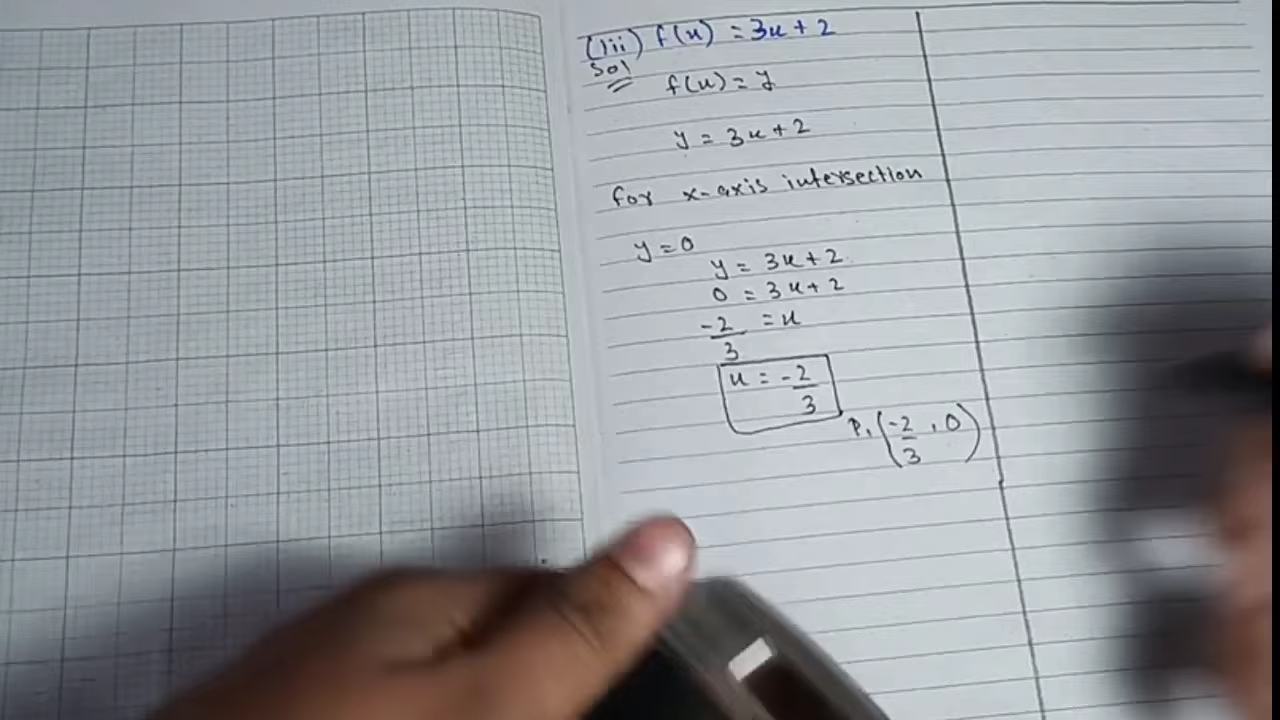 (iii) f(x) = 3x + 2
Sol
f(x) = y
y = 3x + 2
for x-axis intersection
y = 0
y = 3x + 2
0 = 3x + 2
-2/3 = x
x = -2/3
P₁ (-2/3, 0)